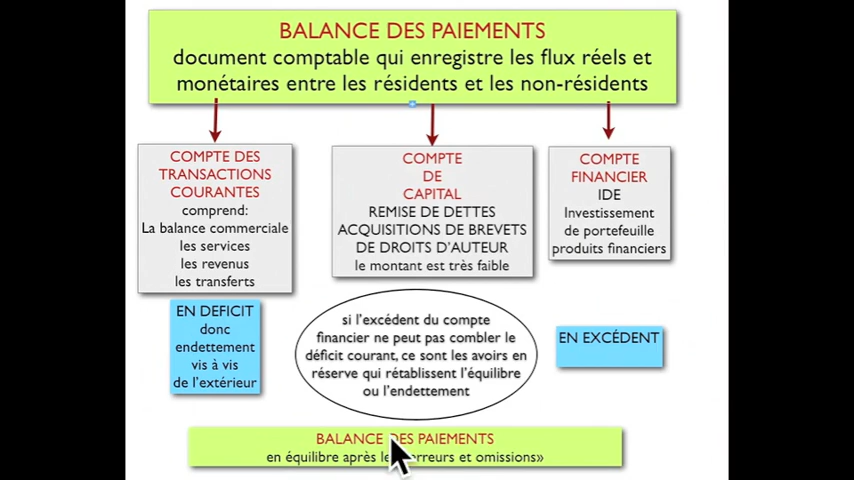 BALANCE DES PAIEMENTS
document comptable qui enregistre les flux réels et
monétaires entre les résidents et les non-résidents
COMPTE DES
TRANSACTIONS
COURANTES
comprend:
La balance commerciale
les services
les revenus
les transferts
COMPTE
DE
CAPITAL
REMISE DE DETTES
ACQUISITIONS DE BREVETS
DE DROITS D'AUTEUR
le montant est très faible
COMPTE
FINANCIER
IDE
Investissement
de portefeuille
produits financiers
EN DEFICIT
donc
endettement
vis à vis
de l'extérieur
si l'excédent du compte
financier ne peut pas combler le
déficit courant, ce sont les avoirs en
réserve qui rétablissent l'équilibre
ou l'endettement
EN EXCÉDENT
BALANCE DES PAIEMENTS
en équilibre après erreurs et omissions»